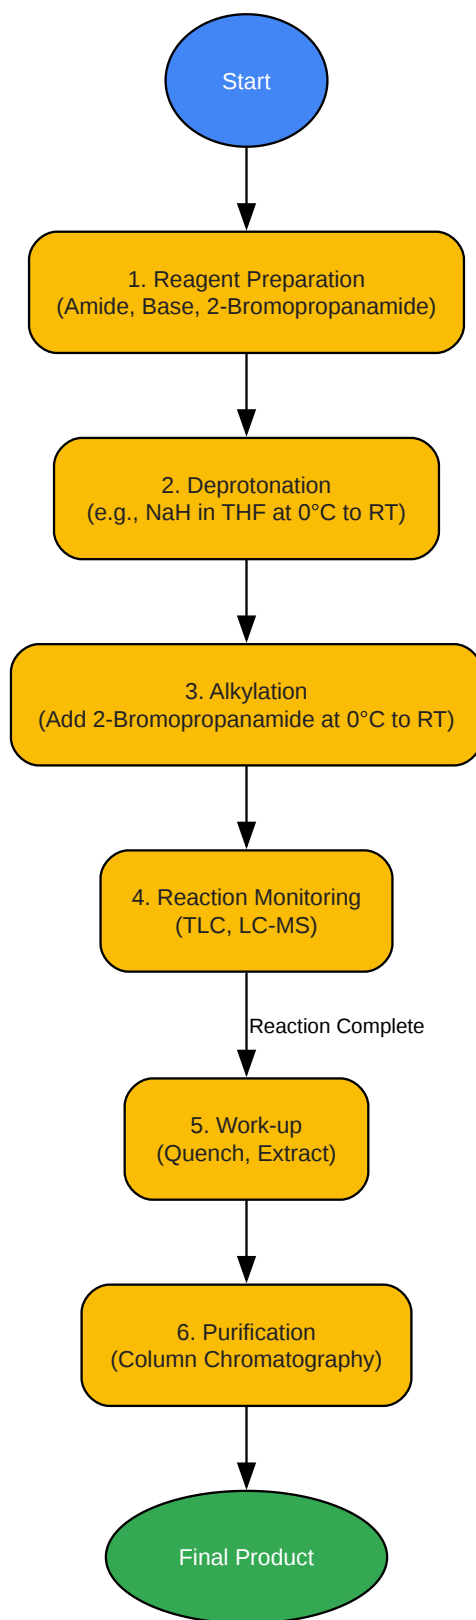 Start
1. Reagent Preparation
(Amide, Base, 2-Bromopropanamide)
2. Deprotonation
(e.g., NaH in THF at 0°C to RT)
3. Alkylation
(Add 2-Bromopropanamide at 0°C to RT)
4. Reaction Monitoring
(TLC, LC-MS)
Reaction Complete
5. Work-up
(Quench, Extract)
6. Purification
(Column Chromatography)
Final Product